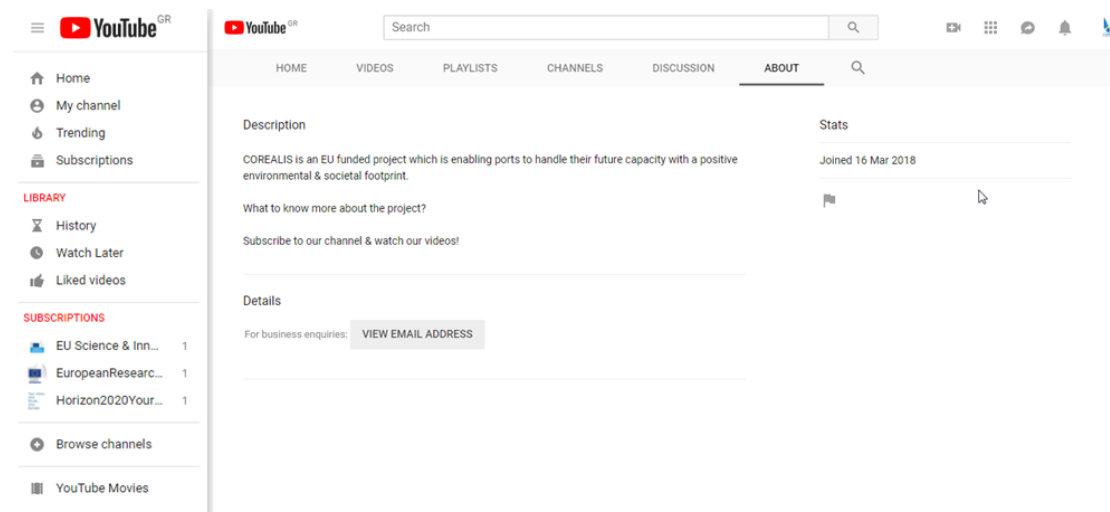 YouTube GR
Home
My channel
Trending
Subscriptions
LIBRARY
History
Watch Later
Liked videos
SUBSCRIPTIONS
EU Science & Inn... 1
EuropeanResearc... 1
Horizon2020Your... 1
Browse channels
YouTube Movies
YouTube GR
Search
HOME VIDEOS PLAYLISTS CHANNELS DISCUSSION ABOUT
Description
COREALIS is an EU funded project which is enabling ports to handle their future capacity with a positive
environmental & societal footprint.
What to know more about the project?
Subscribe to our channel & watch our videos!
Details
For business enquiries: VIEW EMAIL ADDRESS
Stats
Joined 16 Mar 2018